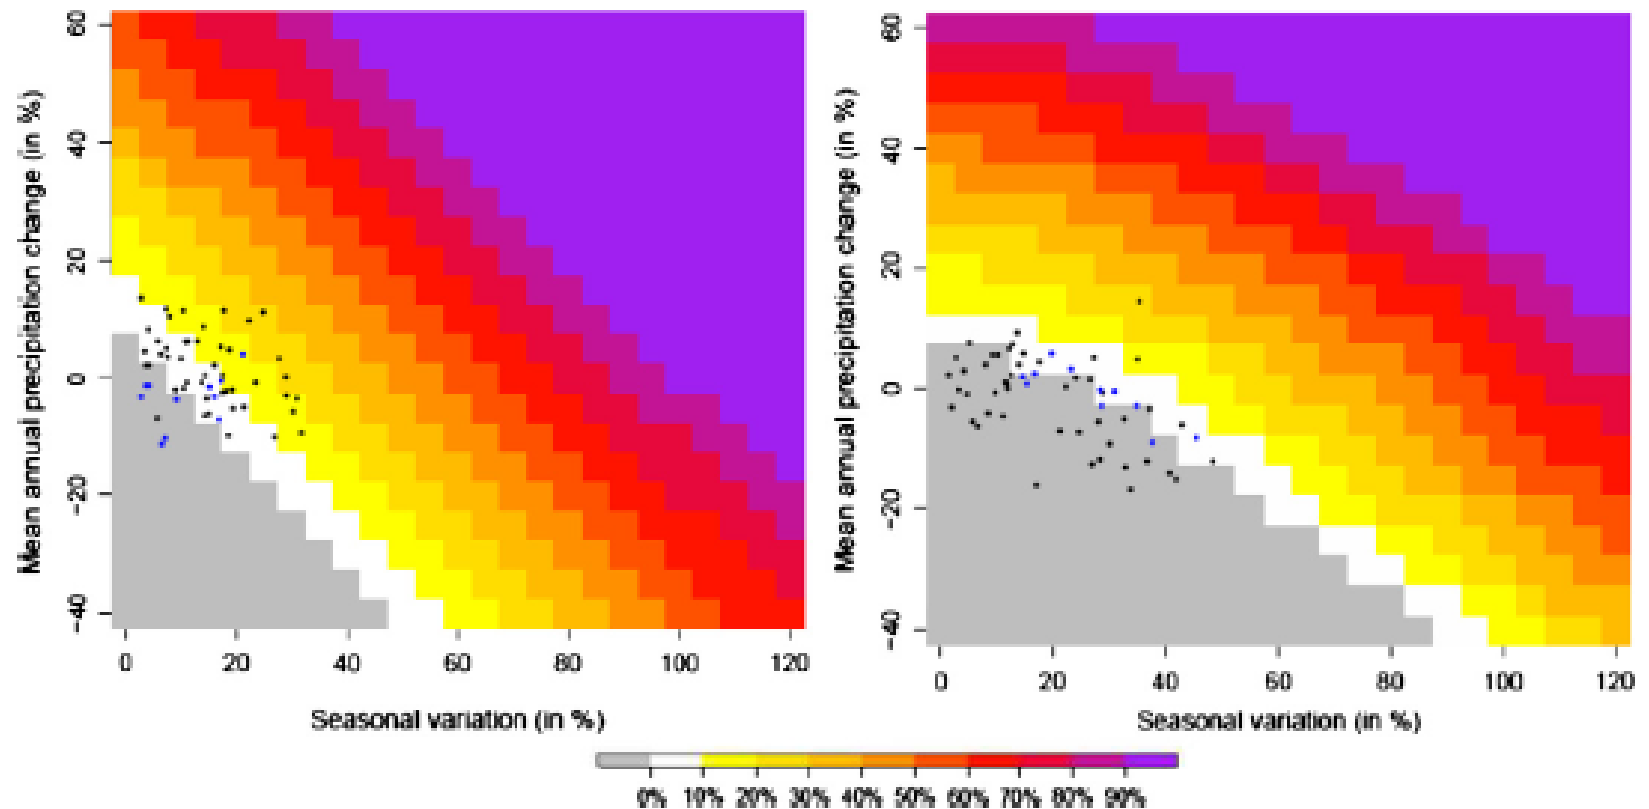 Mean annual precipitation change (in %)
60
40
20
0
-20
-40
0 20 40 60 80 100 120
Seasonal variation (in %)
Mean annual precipitation change (in %)
60
40
20
0
-20
-40
0 20 40 60 80 100 120
Seasonal variation (in %)
0% 10% 20% 30% 40% 50% 60% 70% 80% 90%